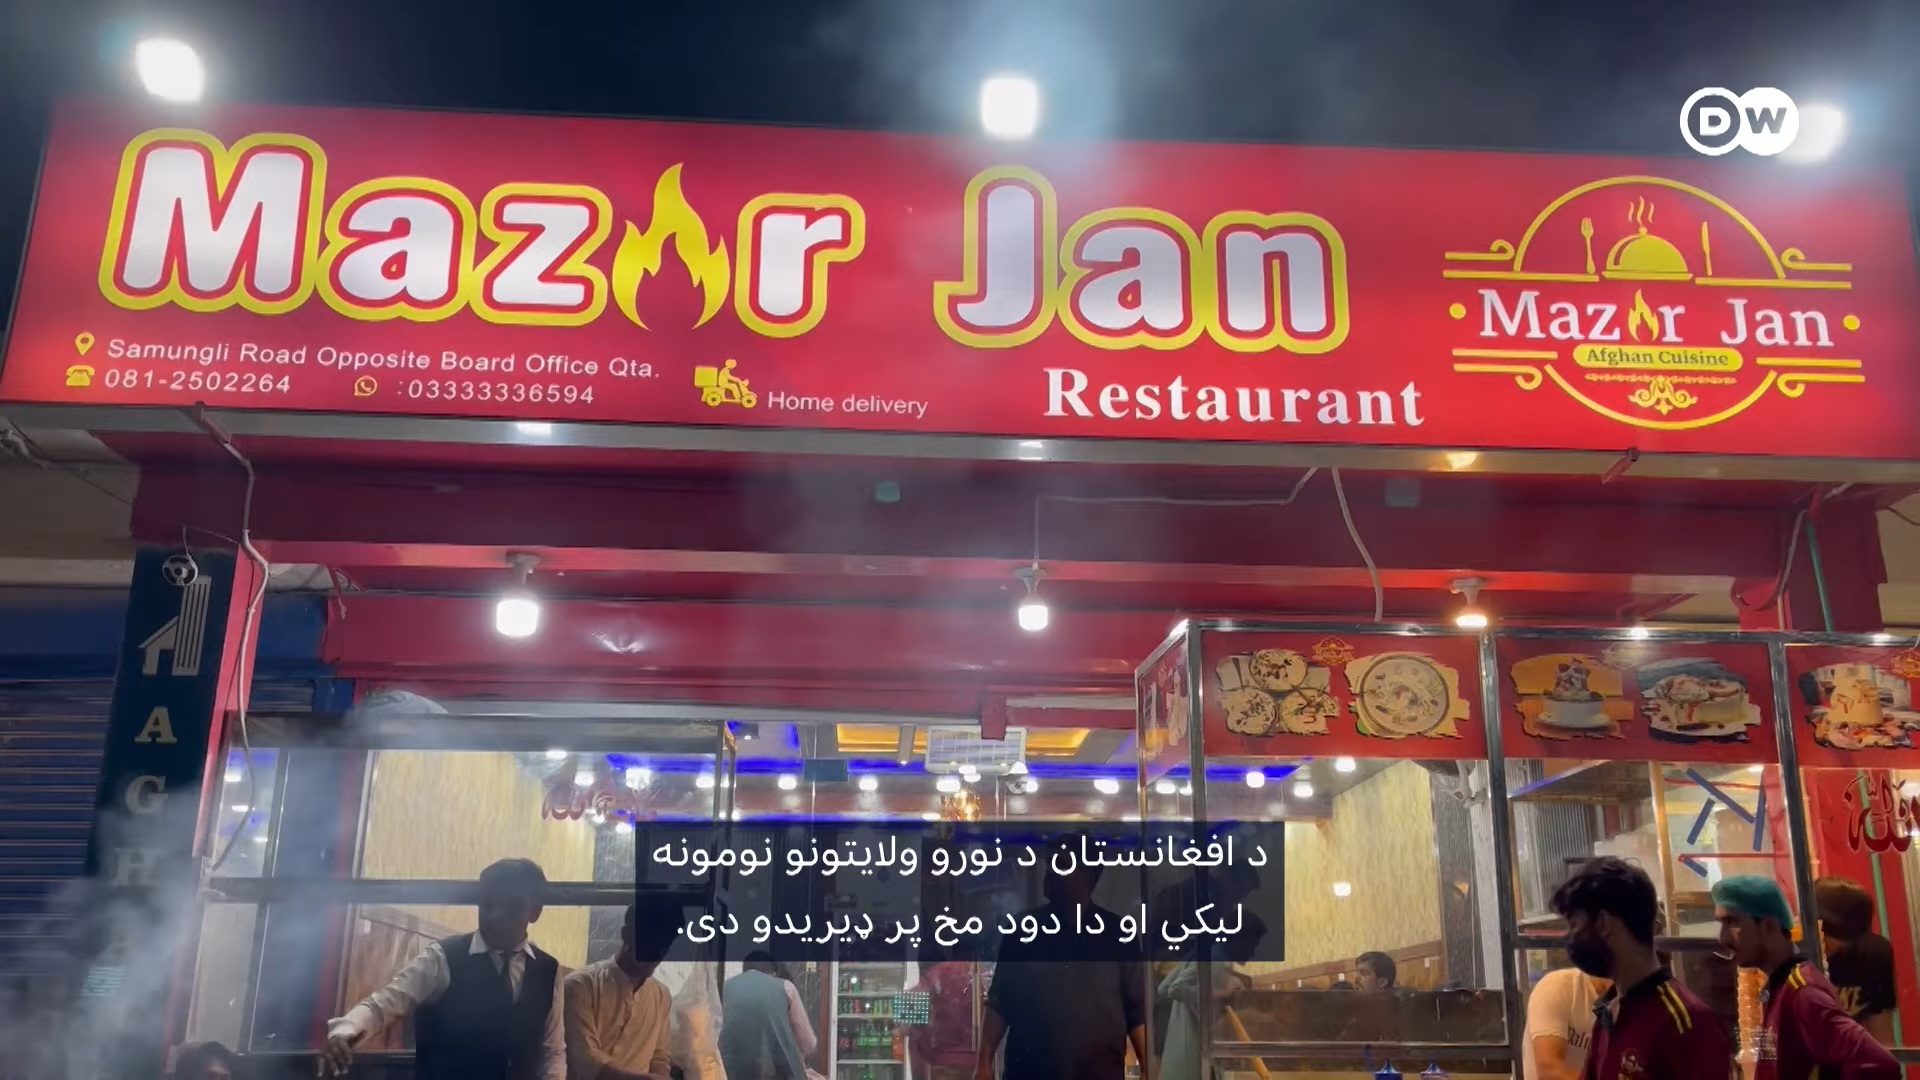 DW
Mazar Jan
Samungli Road Opposite Board Office Qta.
081-2502264 :03333336594
Home delivery
Restaurant
Mazar Jan
Afghan Cuisine
A
G
H
د افغانستان د نورو ولایتونو نومونه
لیکي او دا دود مخ پر ډیریدو دی.